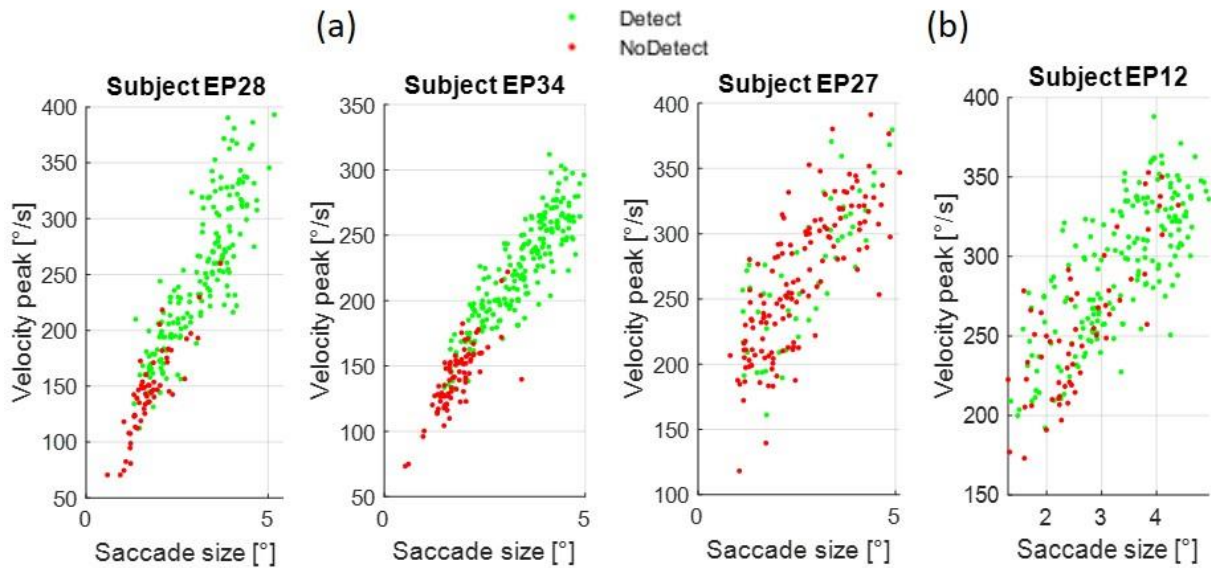 (a)
Detect
NoDetect
(b)
Subject EP28
Subject EP34
Subject EP27
Subject EP12
Velocity peak [°/s]
400
350
300
250
200
150
100
50
0
5
Saccade size [°]
Velocity peak [°/s]
350
300
250
200
150
100
50
0
5
Saccade size [°]
Velocity peak [°/s]
400
350
300
250
200
150
100
0
5
Saccade size [°]
Velocity peak [°/s]
400
350
300
250
200
150
2
3
4
Saccade size [°]